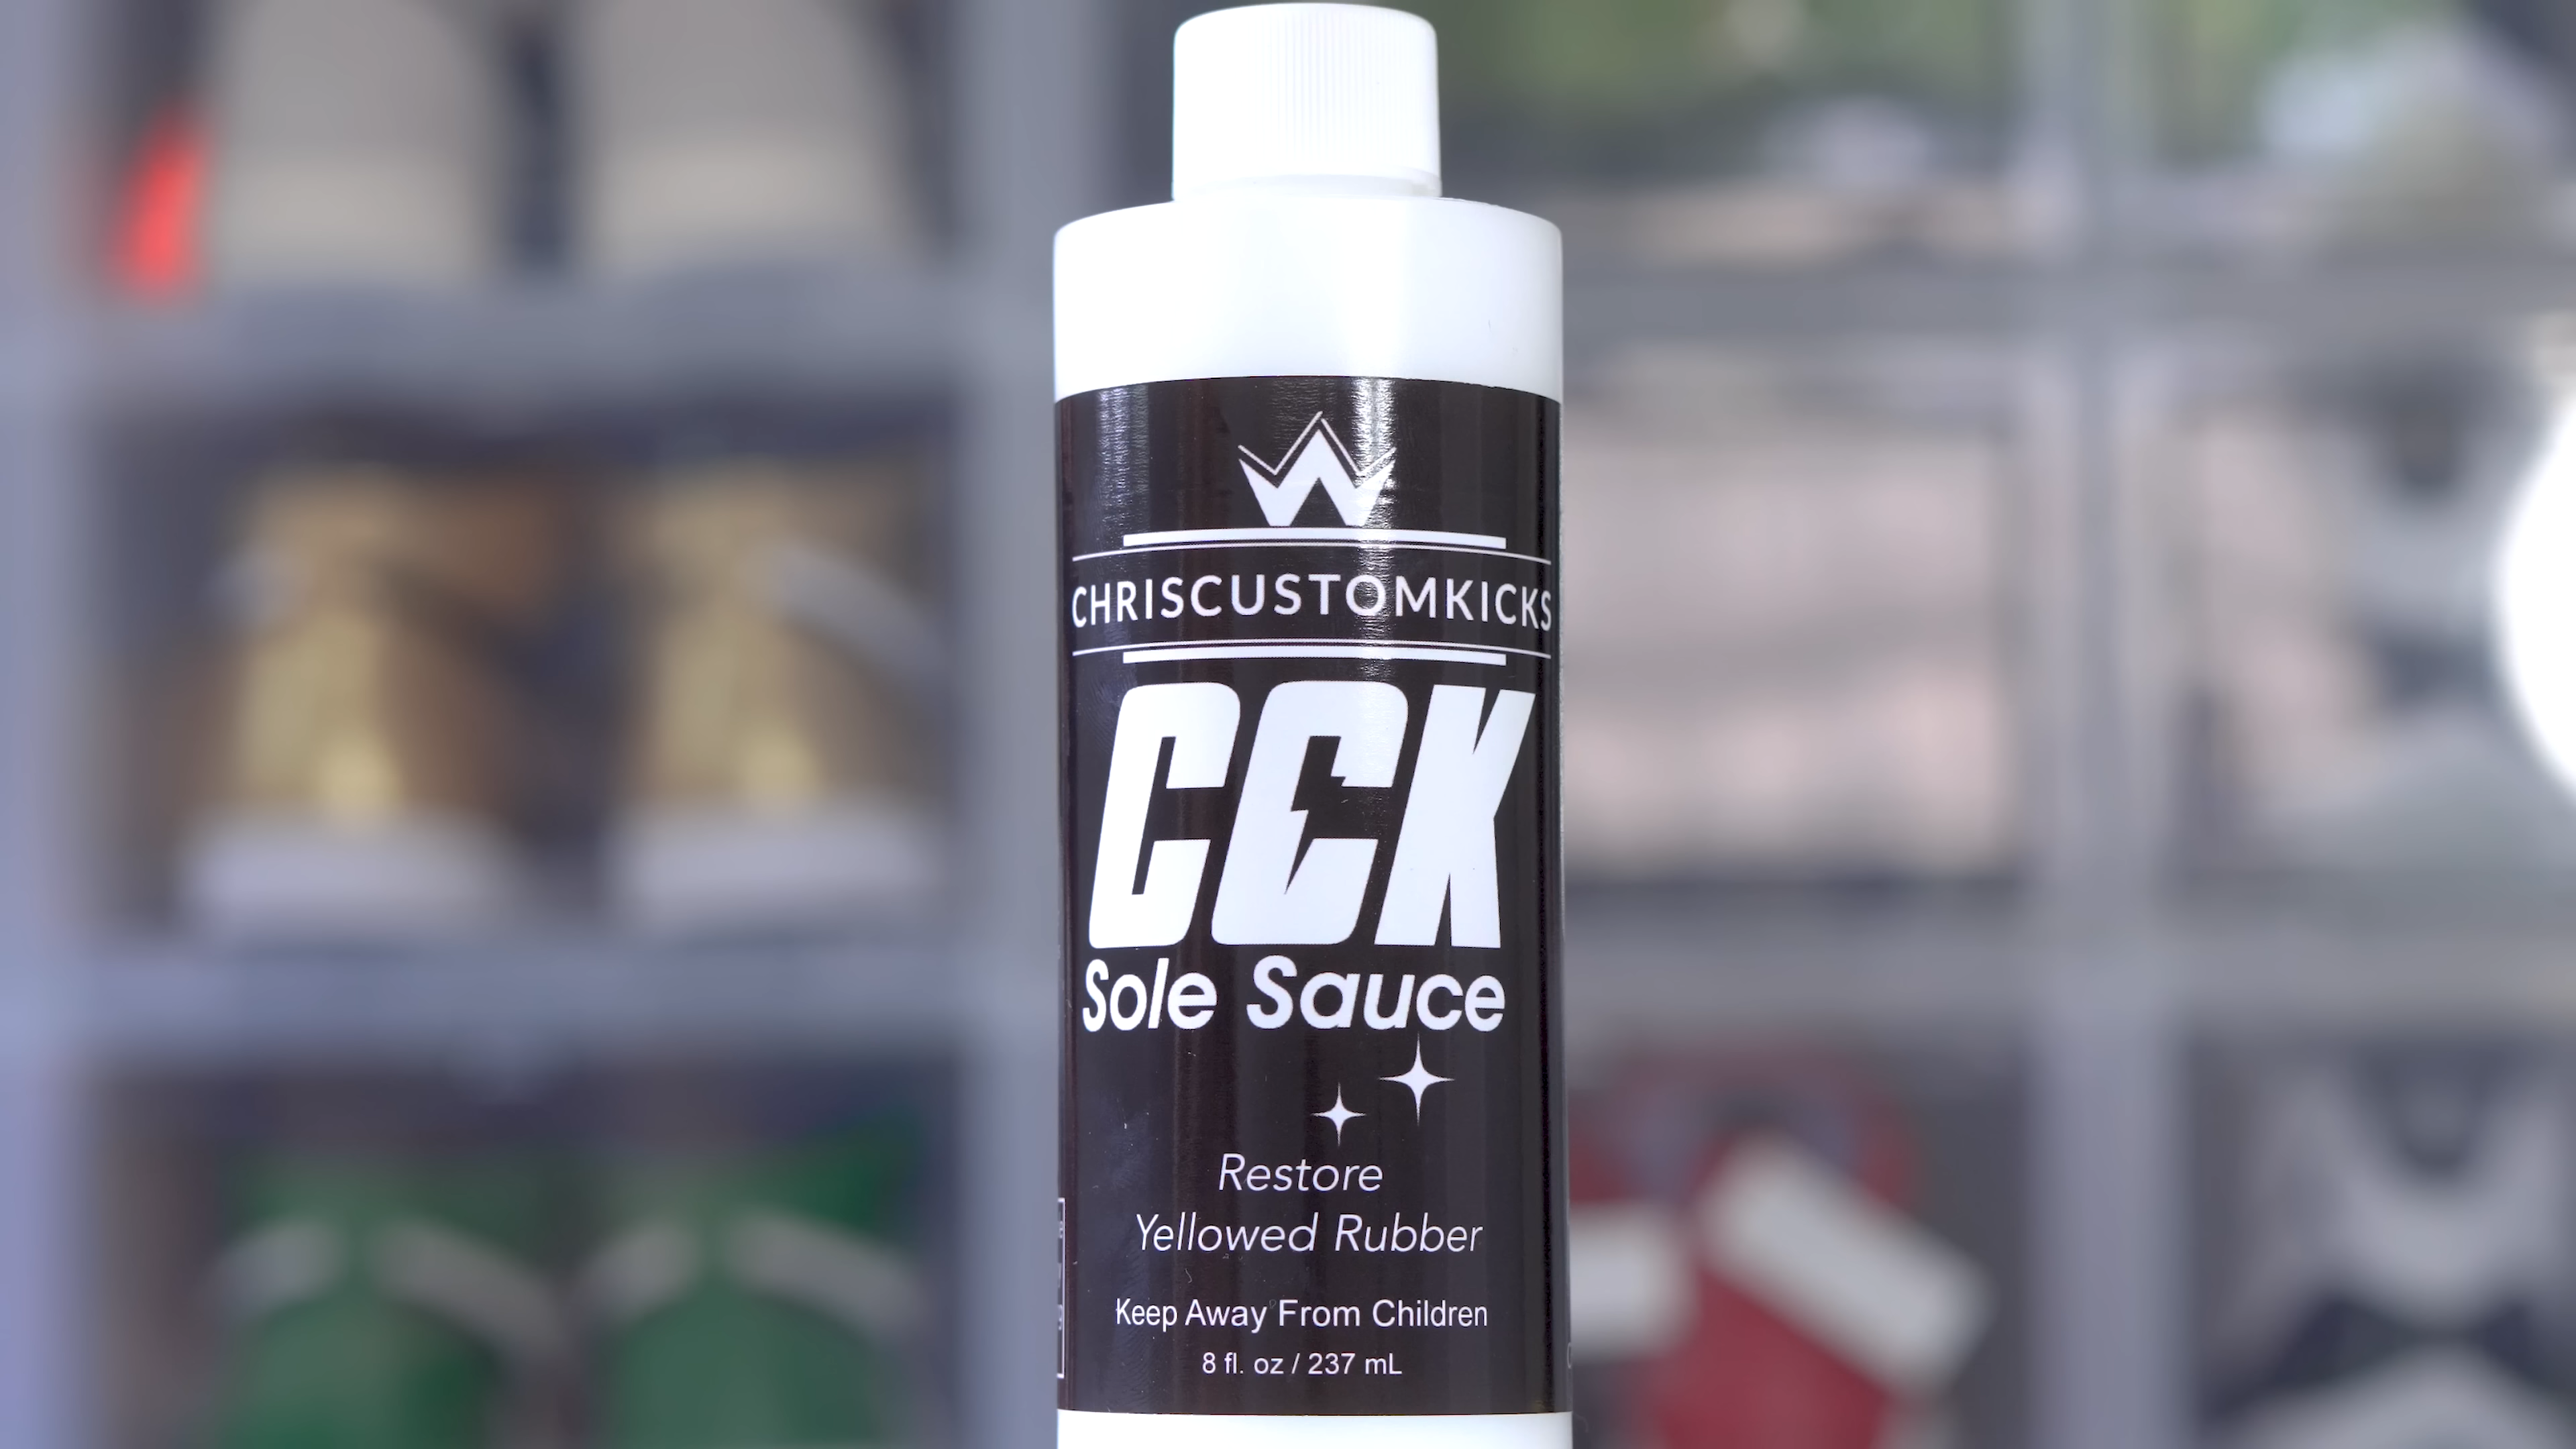 CHRISCUSTOMKICKS
CCK
Sole Sauce
Restore
Yellowed Rubber
Keep Away From Children
8 fl. oz / 237 mL